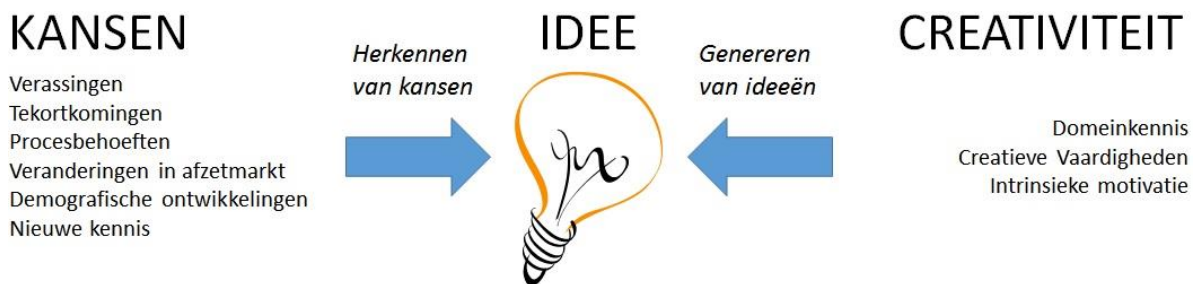 KANSEN
Verassingen
Tekortkomingen
Procesbehoeften
Veranderingen in afzetmarkt
Demografische ontwikkelingen
Nieuwe kennis
Herkennen
van kansen
IDEE
Genereren
van ideeën
CREATIVITEIT
Domeinkennis
Creatieve Vaardigheden
Intrinsieke motivatie